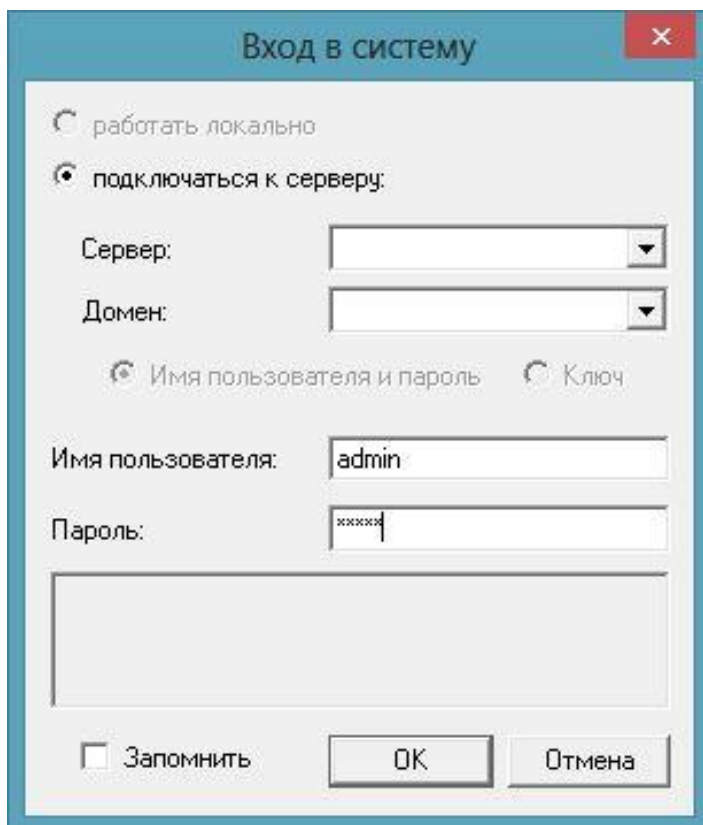 Вход в систему
работать локально
подключаться к серверу:
Сервер:
Домен:
Имя пользователя и пароль Ключ
Имя пользователя: admin
Пароль: *****
Запомнить OK Отмена